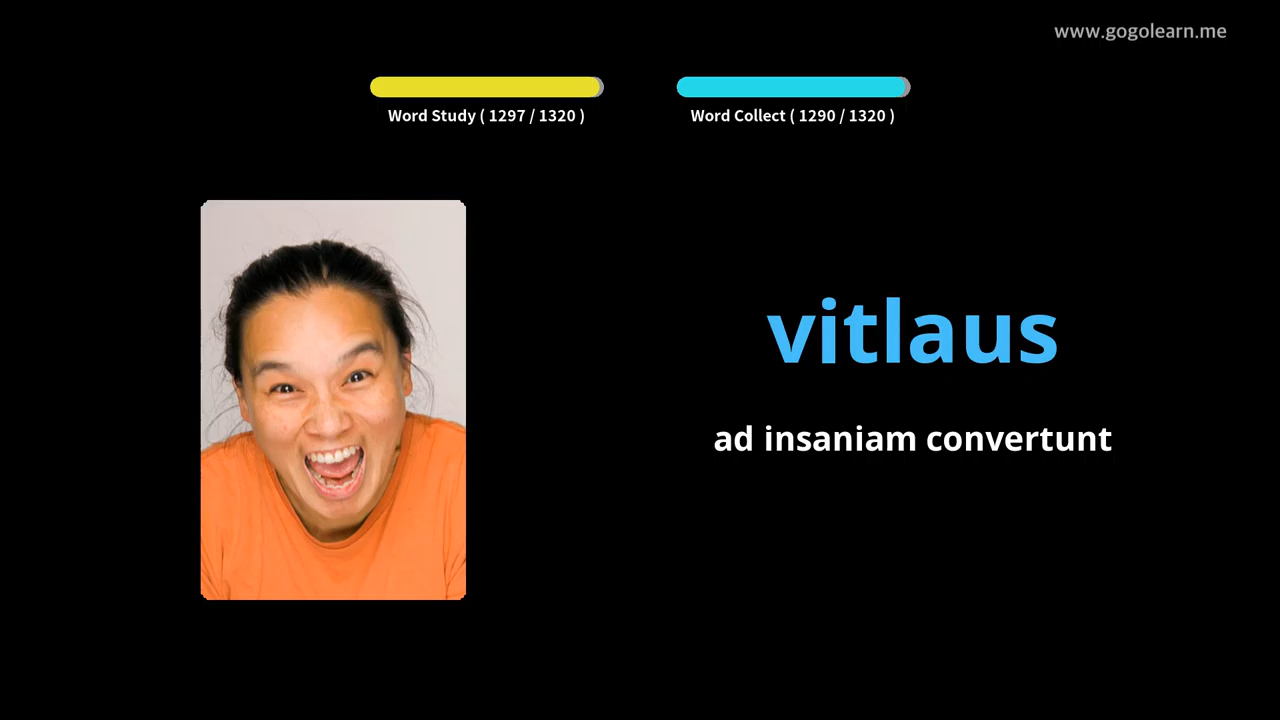 www.gogolearn.me
Word Study ( 1297 / 1320 )
Word Collect ( 1290 / 1320 )
vitlaus
ad insaniam convertunt